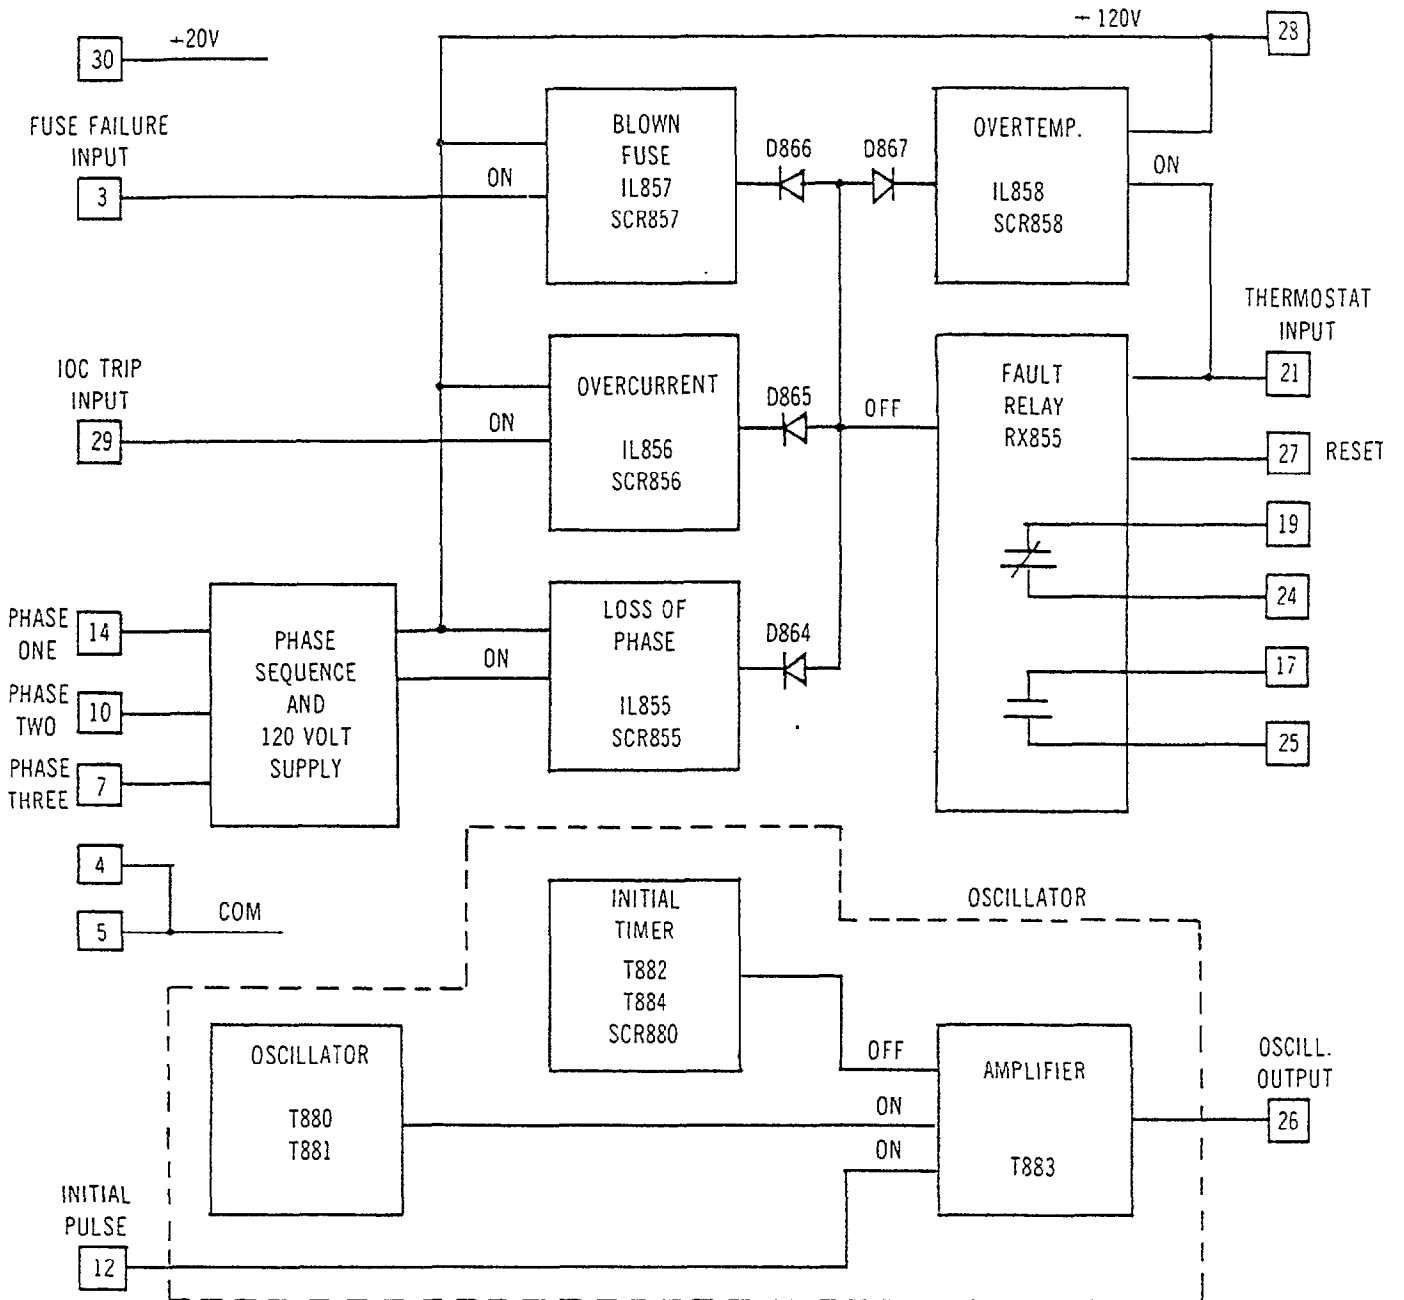 30
+20V
-120V
28
FUSE FAILURE
INPUT
3
ON
BLOWN
FUSE
IL857
SCR857
D866
D867
OVERTEMP.
IL858
SCR858
ON
THERMOSTAT
INPUT
21
IOC TRIP
INPUT
29
ON
OVERCURRENT
IL856
SCR856
D865
OFF
FAULT
RELAY
RX855
27
RESET
19
24
17
25
PHASE
ONE
14
PHASE
TWO
10
PHASE
THREE
7
PHASE
SEQUENCE
AND
120 VOLT
SUPPLY
ON
LOSS OF
PHASE
IL855
SCR855
D864
4
5
COM
INITIAL
TIMER
T882
T884
SCR880
OSCILLATOR
OSCILLATOR
T880
T881
OFF
ON
ON
AMPLIFIER
T883
OSCILL.
OUTPUT
26
INITIAL
PULSE
12